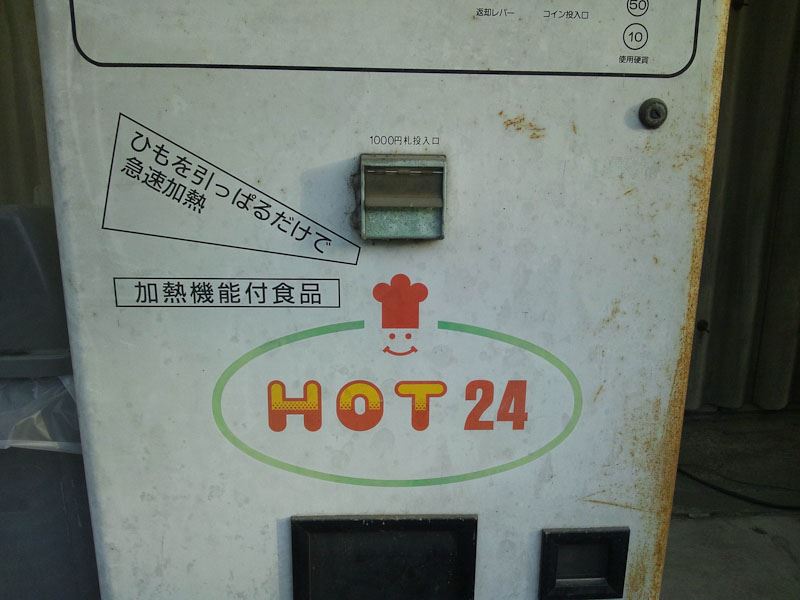 返却レバー
コイン投入口
50
10
使用硬貨
1000円札投入口
ひもを引っぱるだけで
急速加熱
加熱機能付食品
HOT 24